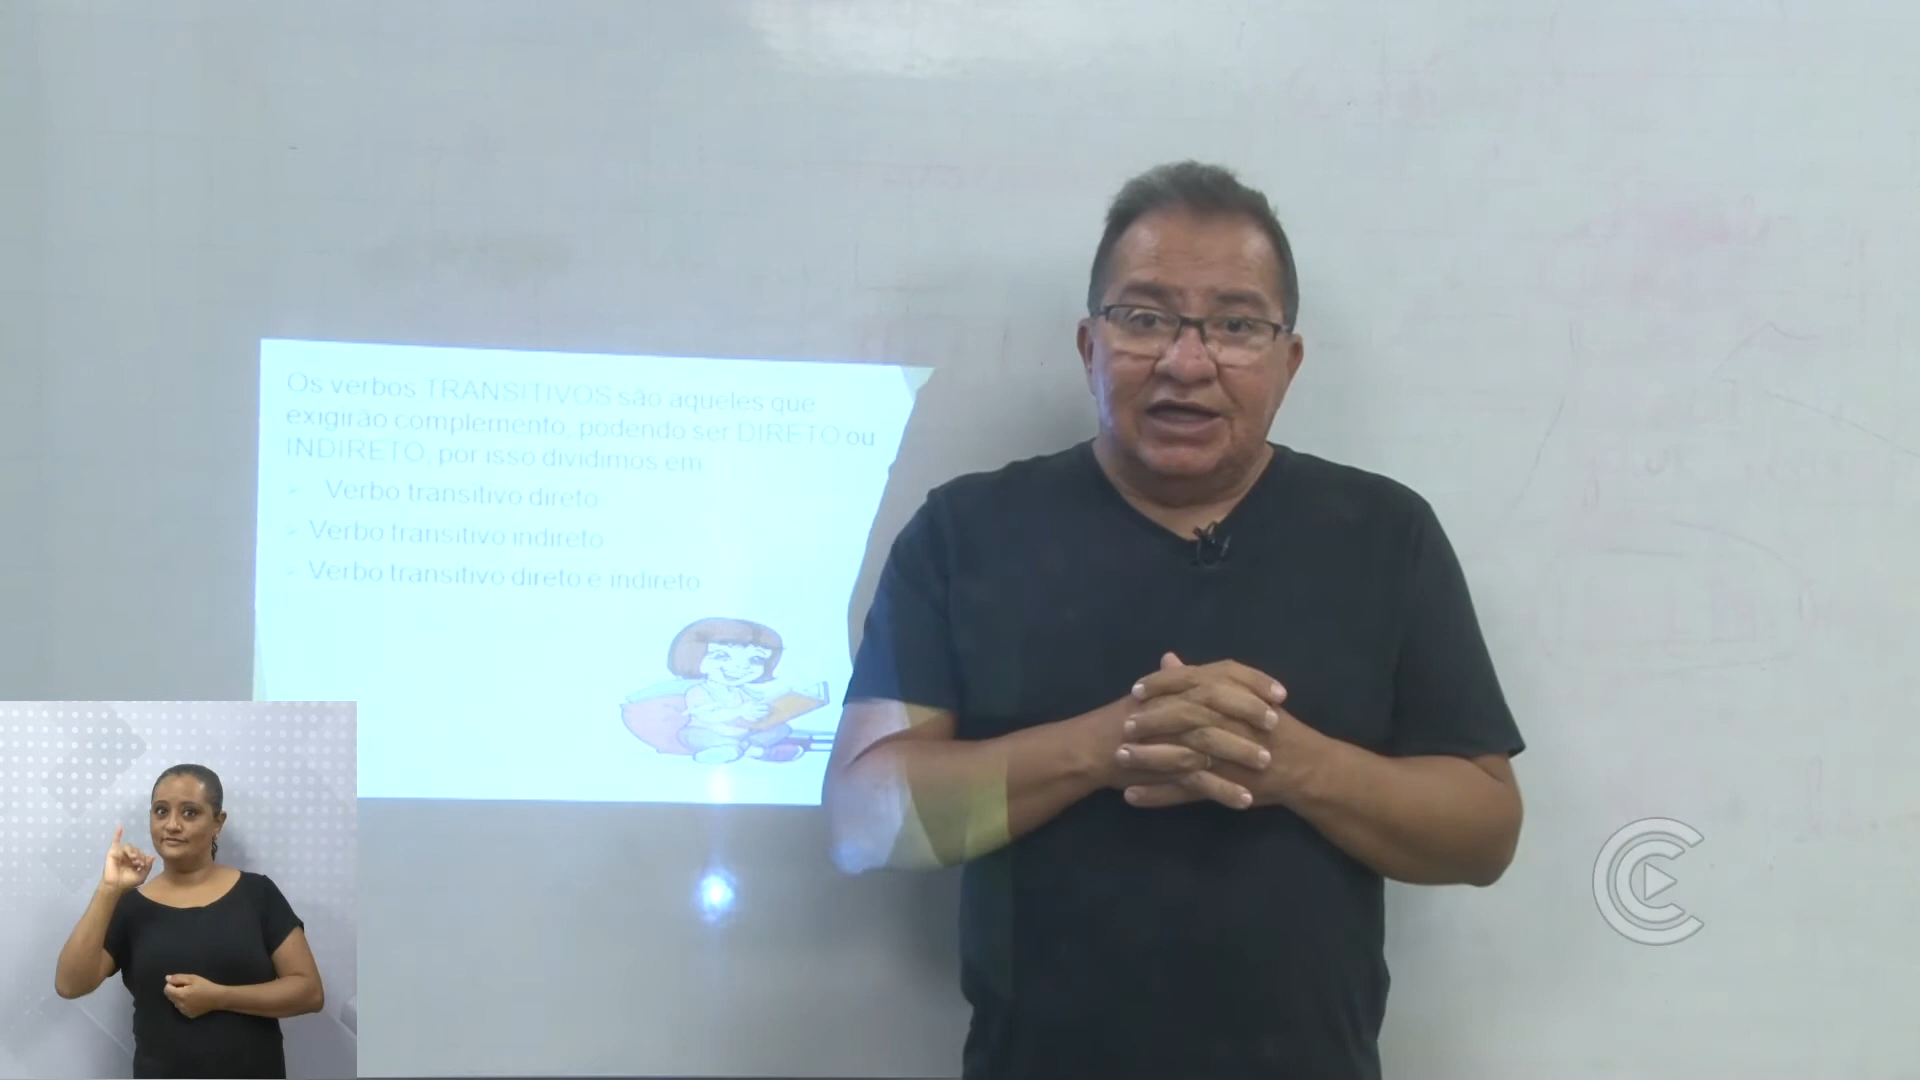 Os verbos TRANSITIVOS são aqueles que
exigirão complemento, podendo ser DIRETO ou
INDIRETO, por isso dividimos em
Verbo transitivo direto
Verbo transitivo indireto
Verbo transitivo direto e indireto